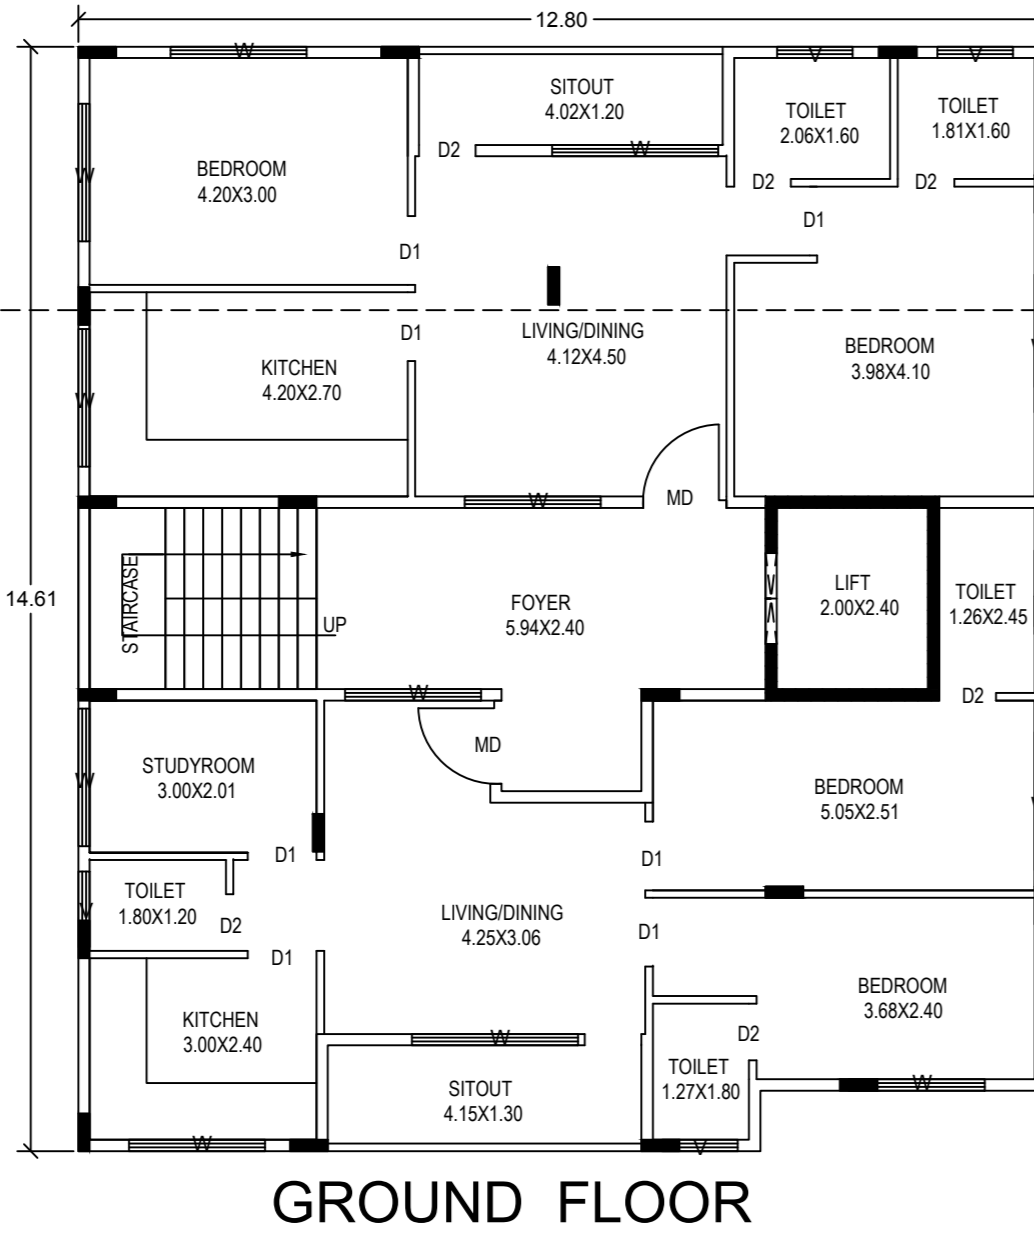 12.80
W
V
V
SITOUT
4.02X1.20
TOILET
2.06X1.60
TOILET
1.81X1.60
D2
W
BEDROOM
4.20X3.00
W
D2
D2
D1
D1
D1
LIVING/DINING
4.12X4.50
BEDROOM
3.98X4.10
KITCHEN
4.20X2.70
W
W
MD
STAIRCASE
UP
FOYER
5.94X2.40
LIFT
2.00X2.40
TOILET
1.26X2.45
14.61
D2
W
MD
STUDYROOM
3.00X2.01
W
BEDROOM
5.05X2.51
D1
D1
TOILET
1.80X1.20
V
D2
LIVING/DINING
4.25X3.06
D1
D1
BEDROOM
3.68X2.40
KITCHEN
3.00X2.40
W
D2
SITOUT
4.15X1.30
TOILET
1.27X1.80
W
W
V
GROUND FLOOR